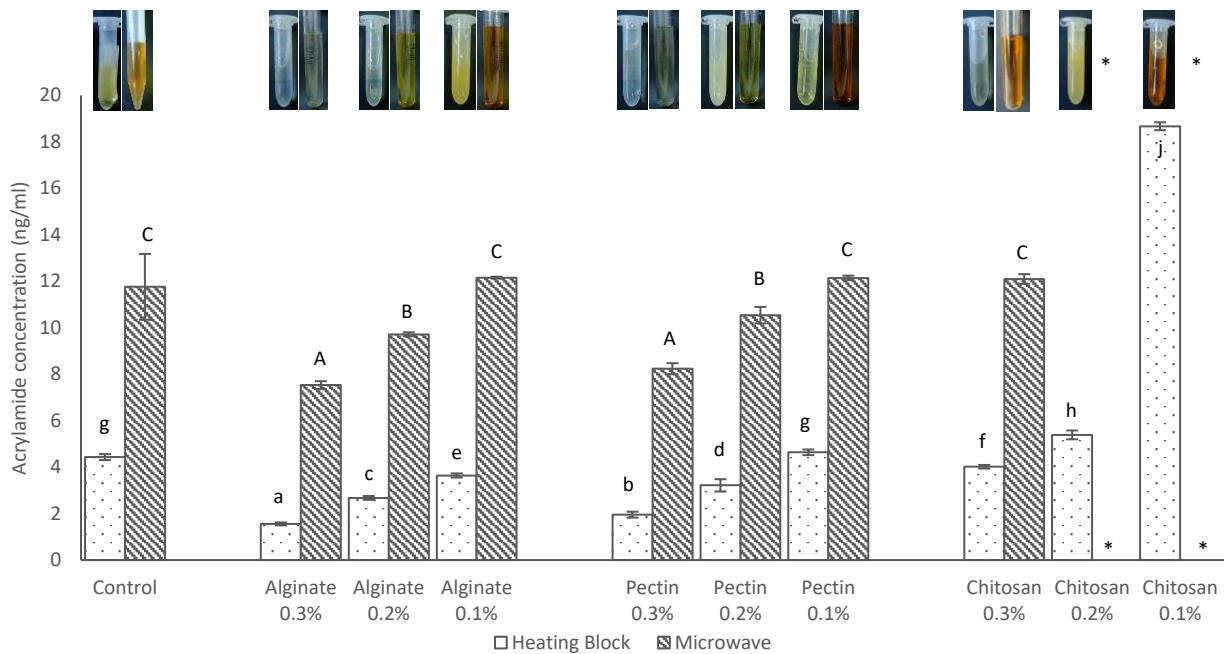 * *
20
18
16
14
12
10
8
6
4
2
0
Acrylamide concentration (ng/ml)
g C
a A c B e C
b A d B g C
f C h * j *
Control
Alginate 0.3%
Alginate 0.2%
Alginate 0.1%
Pectin 0.3%
Pectin 0.2%
Pectin 0.1%
Chitosan 0.3%
Chitosan 0.2%
Chitosan 0.1%
Heating Block Microwave